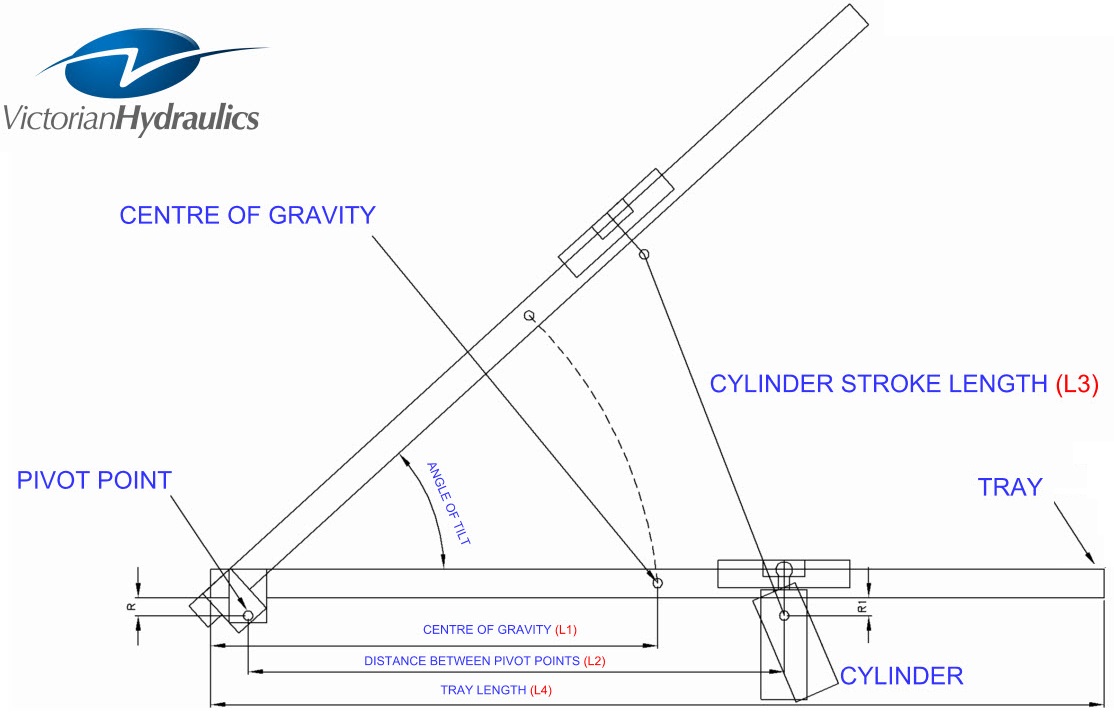 VictorianHydraulics
CENTRE OF GRAVITY
CYLINDER STROKE LENGTH (L3)
ANGLE OF TILT
PIVOT POINT
TRAY
R
R1
CENTRE OF GRAVITY (L1)
DISTANCE BETWEEN PIVOT POINTS (L2)
CYLINDER
TRAY LENGTH (L4)